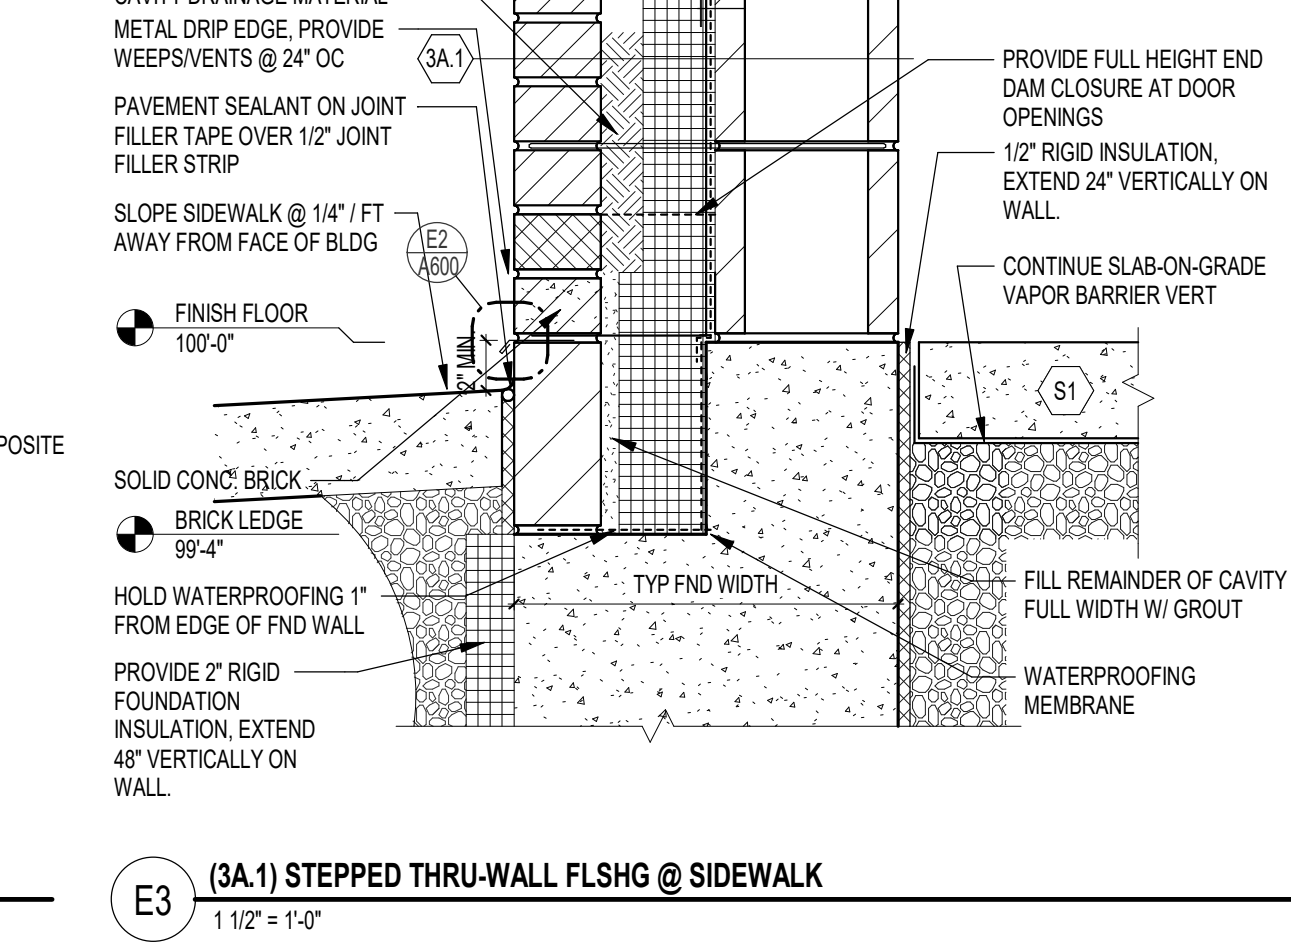 CAVITY DRAINAGE MATERIAL
METAL DRIP EDGE, PROVIDE
WEEPS/VENTS @ 24" OC
3A.1
PAVEMENT SEALANT ON JOINT
FILLER TAPE OVER 1/2" JOINT
FILLER STRIP
SLOPE SIDEWALK @ 1/4" / FT
AWAY FROM FACE OF BLDG
E2
A600
FINISH FLOOR
100'-0"
2" MIN
POSITE
SOLID CONC. BRICK
BRICK LEDGE
99'-4"
HOLD WATERPROOFING 1"
FROM EDGE OF FND WALL
PROVIDE 2" RIGID
FOUNDATION
INSULATION, EXTEND
48" VERTICALLY ON
WALL.
TYP FND WIDTH
PROVIDE FULL HEIGHT END
DAM CLOSURE AT DOOR
OPENINGS
1/2" RIGID INSULATION,
EXTEND 24" VERTICALLY ON
WALL.
CONTINUE SLAB-ON-GRADE
VAPOR BARRIER VERT
S1
FILL REMAINDER OF CAVITY
FULL WIDTH W/ GROUT
WATERPROOFING
MEMBRANE
E3
(3A.1) STEPPED THRU-WALL FLSHG @ SIDEWALK
1 1/2" = 1'-0"